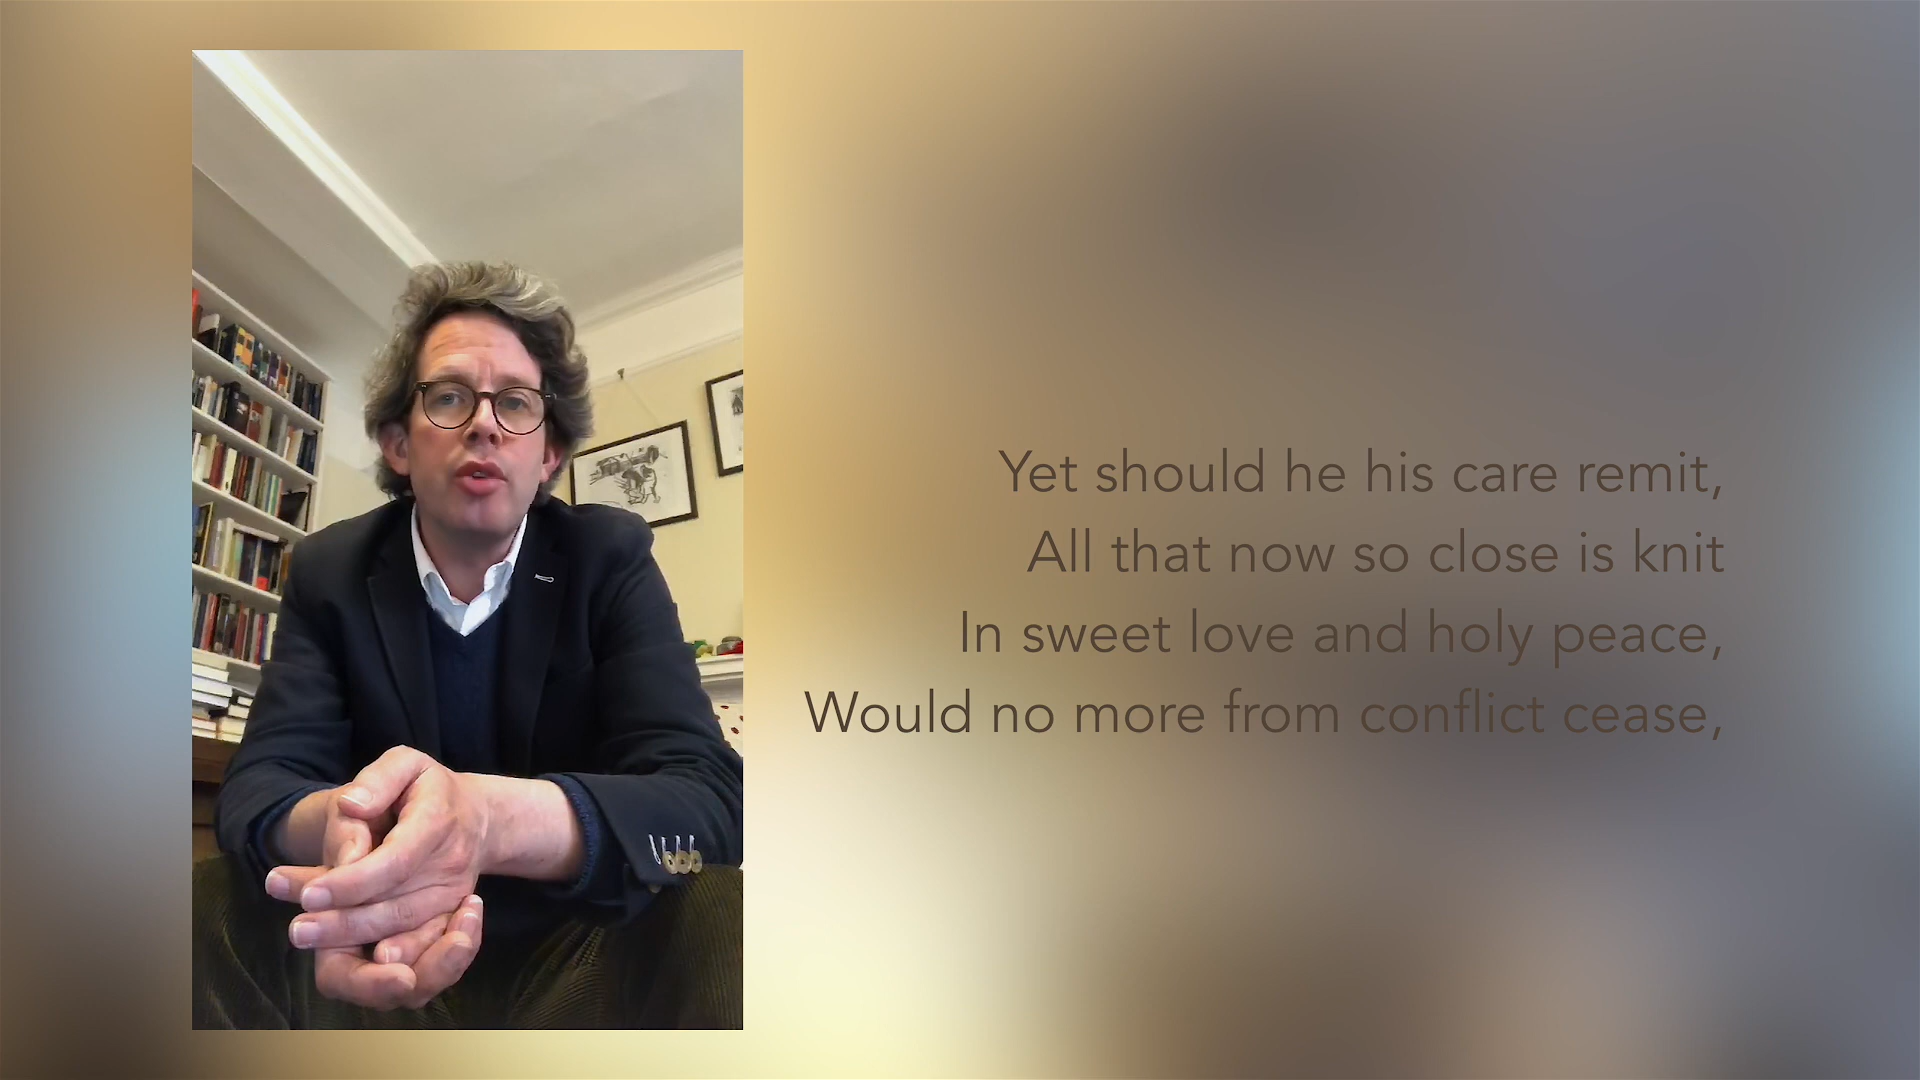 Yet should he his care remit,
All that now so close is knit
In sweet love and holy peace,
Would no more from conflict cease,